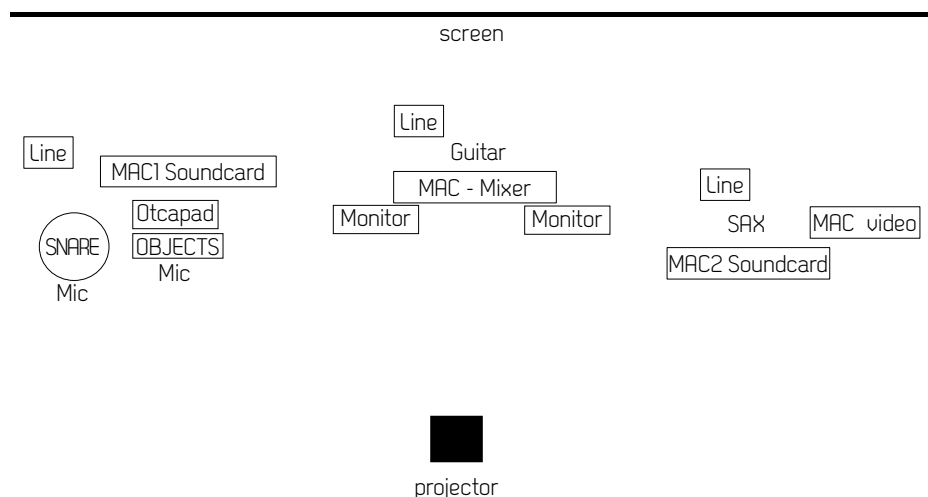 screen
Line
Guitar
Line
MAC1 Soundcard
MAC - Mixer
Line
Otcapad
Monitor
Monitor
SAX
MAC video
SNARE
OBJECTS
Mic
MAC2 Soundcard
Mic
projector